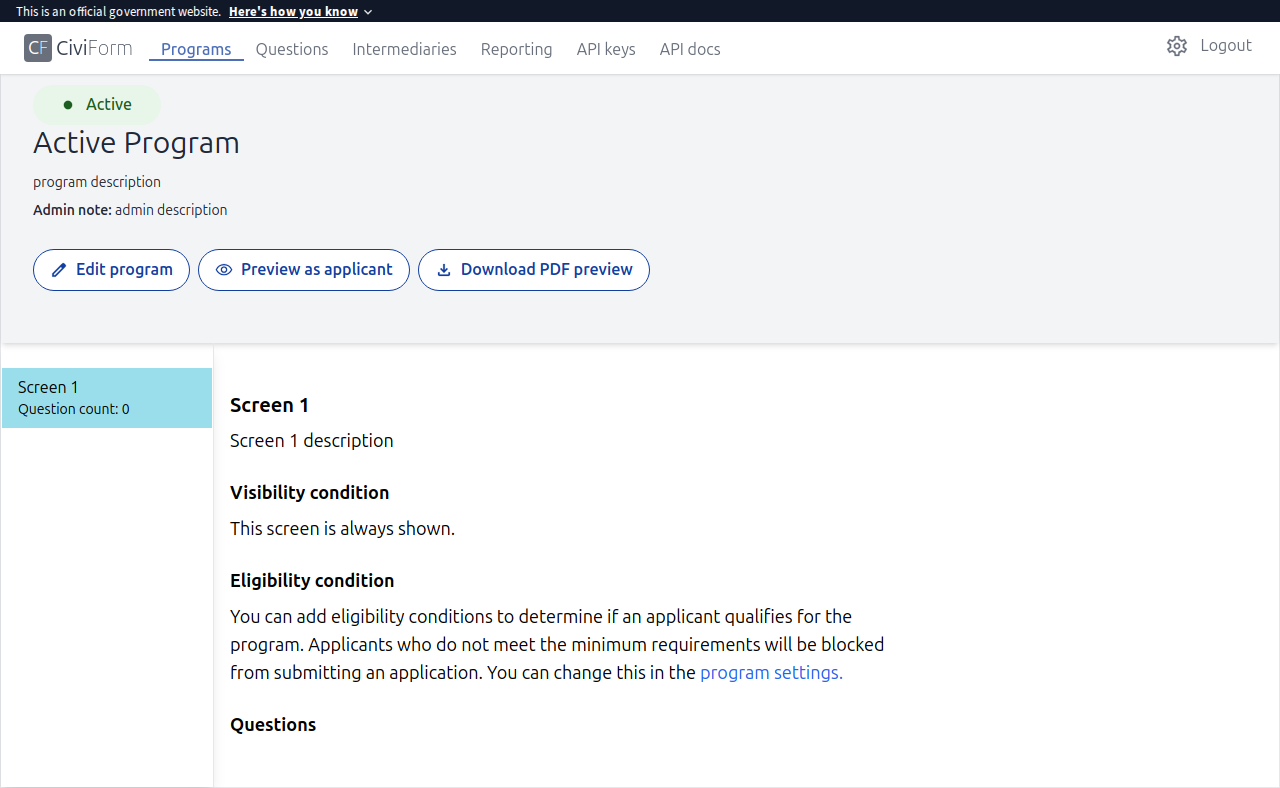 This is an official government website. Here's how you know
CF CiviForm Programs Questions Intermediaries Reporting API keys API docs Logout
Active
Active Program
program description
Admin note: admin description
Edit program Preview as applicant Download PDF preview
Screen 1
Question count: 0
Screen 1
Screen 1 description
Visibility condition
This screen is always shown.
Eligibility condition
You can add eligibility conditions to determine if an applicant qualifies for the
program. Applicants who do not meet the minimum requirements will be blocked
from submitting an application. You can change this in the program settings.
Questions